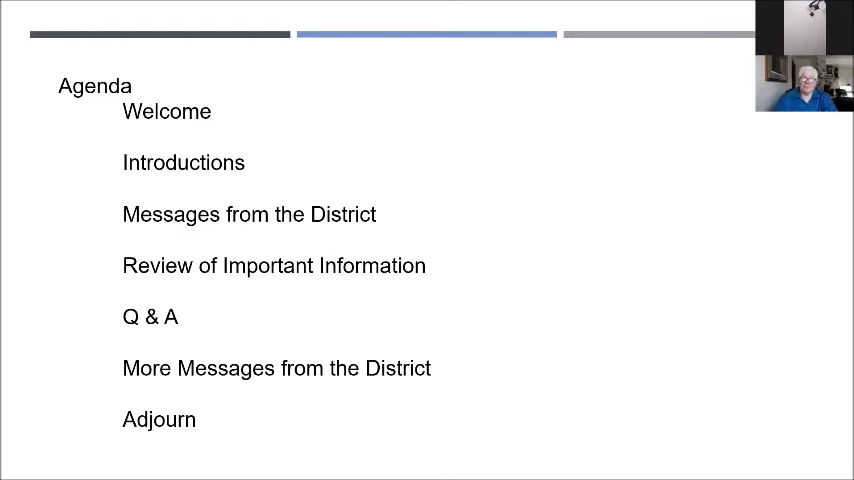 Agenda
Welcome
Introductions
Messages from the District
Review of Important Information
Q & A
More Messages from the District
Adjourn